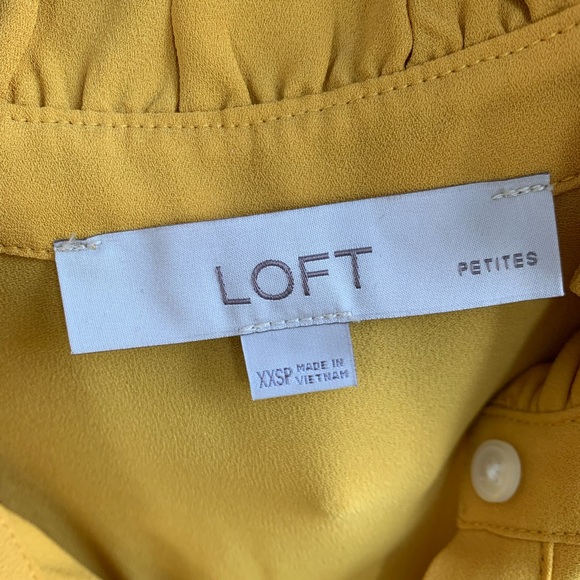 LOFT
PETITES
XXSP MADE IN
VIETNAM